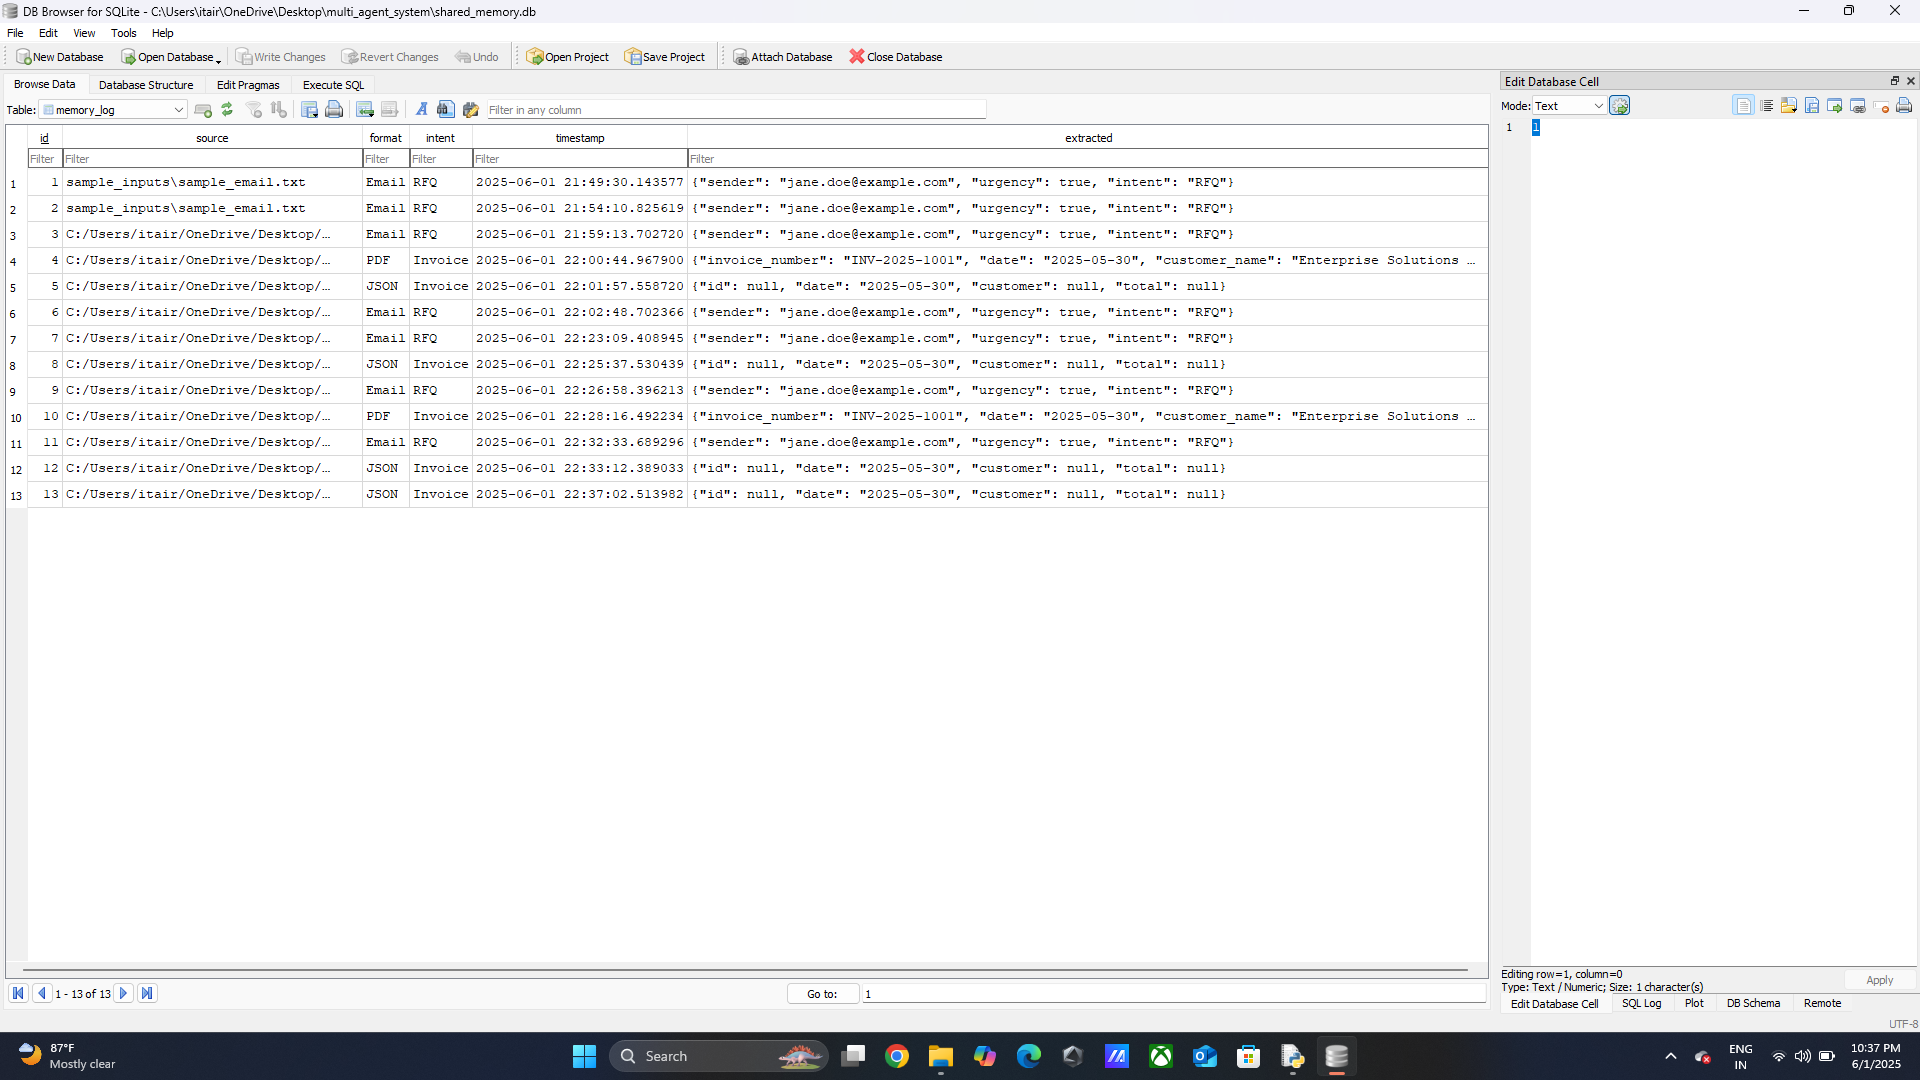 DB Browser for SQLite - C:\Users\itair\OneDrive\Desktop\multi_agent_system\shared_memory.db
File Edit View Tools Help
New Database Open Database Write Changes Revert Changes Undo Open Project Save Project Attach Database Close Database
Browse Data Database Structure Edit Pragmas Execute SQL
Table: memory_log Filter in any column
id source format intent timestamp extracted
Filter Filter Filter Filter Filter Filter
1 1 sample_inputs\sample_email.txt Email RFQ 2025-06-01 21:49:30.143577 {"sender": "jane.doe@example.com", "urgency": true, "intent": "RFQ"}
2 2 sample_inputs\sample_email.txt Email RFQ 2025-06-01 21:54:10.825619 {"sender": "jane.doe@example.com", "urgency": true, "intent": "RFQ"}
3 3 C:/Users/itair/OneDrive/Desktop/… Email RFQ 2025-06-01 21:59:13.702720 {"sender": "jane.doe@example.com", "urgency": true, "intent": "RFQ"}
4 4 C:/Users/itair/OneDrive/Desktop/… PDF Invoice 2025-06-01 22:00:44.967900 {"invoice_number": "INV-2025-1001", "date": "2025-05-30", "customer_name": "Enterprise Solutions …
5 5 C:/Users/itair/OneDrive/Desktop/… JSON Invoice 2025-06-01 22:01:57.558720 {"id": null, "date": "2025-05-30", "customer": null, "total": null}
6 6 C:/Users/itair/OneDrive/Desktop/… Email RFQ 2025-06-01 22:02:48.702366 {"sender": "jane.doe@example.com", "urgency": true, "intent": "RFQ"}
7 7 C:/Users/itair/OneDrive/Desktop/… Email RFQ 2025-06-01 22:23:09.408945 {"sender": "jane.doe@example.com", "urgency": true, "intent": "RFQ"}
8 8 C:/Users/itair/OneDrive/Desktop/… JSON Invoice 2025-06-01 22:25:37.530439 {"id": null, "date": "2025-05-30", "customer": null, "total": null}
9 9 C:/Users/itair/OneDrive/Desktop/… Email RFQ 2025-06-01 22:26:58.396213 {"sender": "jane.doe@example.com", "urgency": true, "intent": "RFQ"}
10 10 C:/Users/itair/OneDrive/Desktop/… PDF Invoice 2025-06-01 22:28:16.492234 {"invoice_number": "INV-2025-1001", "date": "2025-05-30", "customer_name": "Enterprise Solutions …
11 11 C:/Users/itair/OneDrive/Desktop/… Email RFQ 2025-06-01 22:32:33.689296 {"sender": "jane.doe@example.com", "urgency": true, "intent": "RFQ"}
12 12 C:/Users/itair/OneDrive/Desktop/… JSON Invoice 2025-06-01 22:33:12.389033 {"id": null, "date": "2025-05-30", "customer": null, "total": null}
13 13 C:/Users/itair/OneDrive/Desktop/… JSON Invoice 2025-06-01 22:37:02.513982 {"id": null, "date": "2025-05-30", "customer": null, "total": null}
1 - 13 of 13 Go to: 1
Edit Database Cell
Mode: Text
1 1
Editing row=1, column=0
Type: Text / Numeric; Size: 1 character(s)
Apply
Edit Database Cell SQL Log Plot DB Schema Remote
UTF-8
87°F
Mostly clear
Search
ENG
IN
10:37 PM
6/1/2025